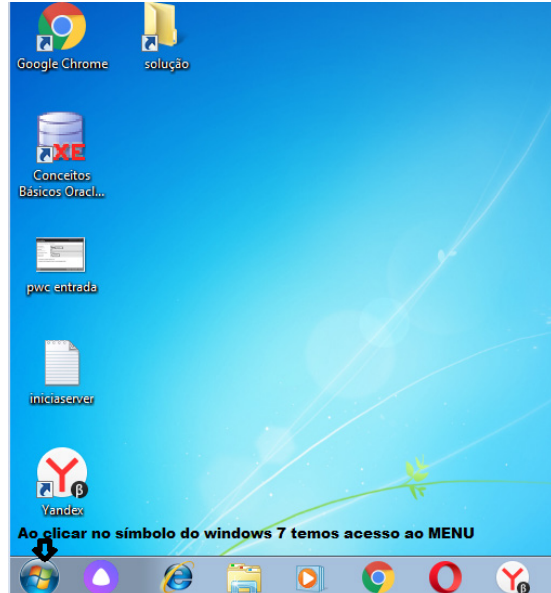 Google Chrome
solução
XE
Conceitos
Básicos Oracl...
pwc entrada
iniciaserver
Y
β
Yandex
Ao clicar no símbolo do windows 7 temos acesso ao MENU
Y
β